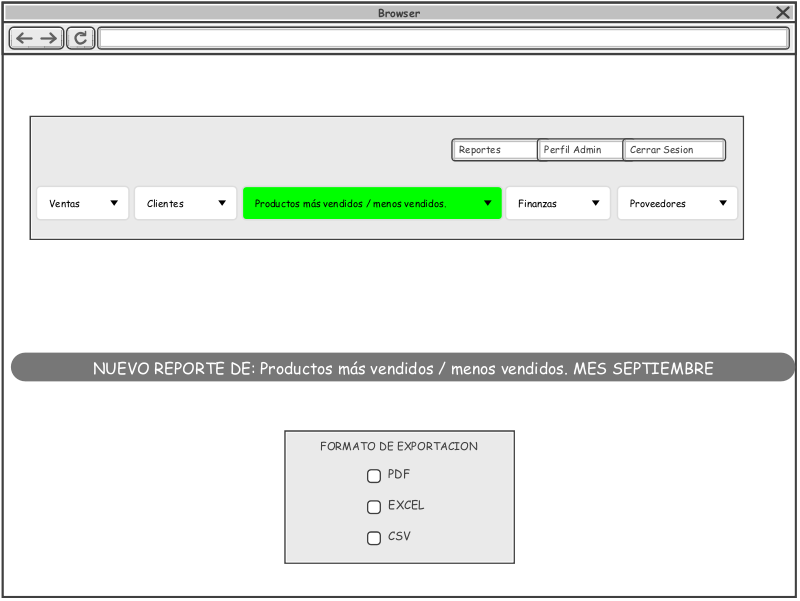 Browser
Reportes
Perfil Admin
Cerrar Sesion
Ventas
Clientes
Productos más vendidos / menos vendidos.
Finanzas
Proveedores
NUEVO REPORTE DE: Productos más vendidos / menos vendidos. MES SEPTIEMBRE
FORMATO DE EXPORTACION
PDF
EXCEL
CSV